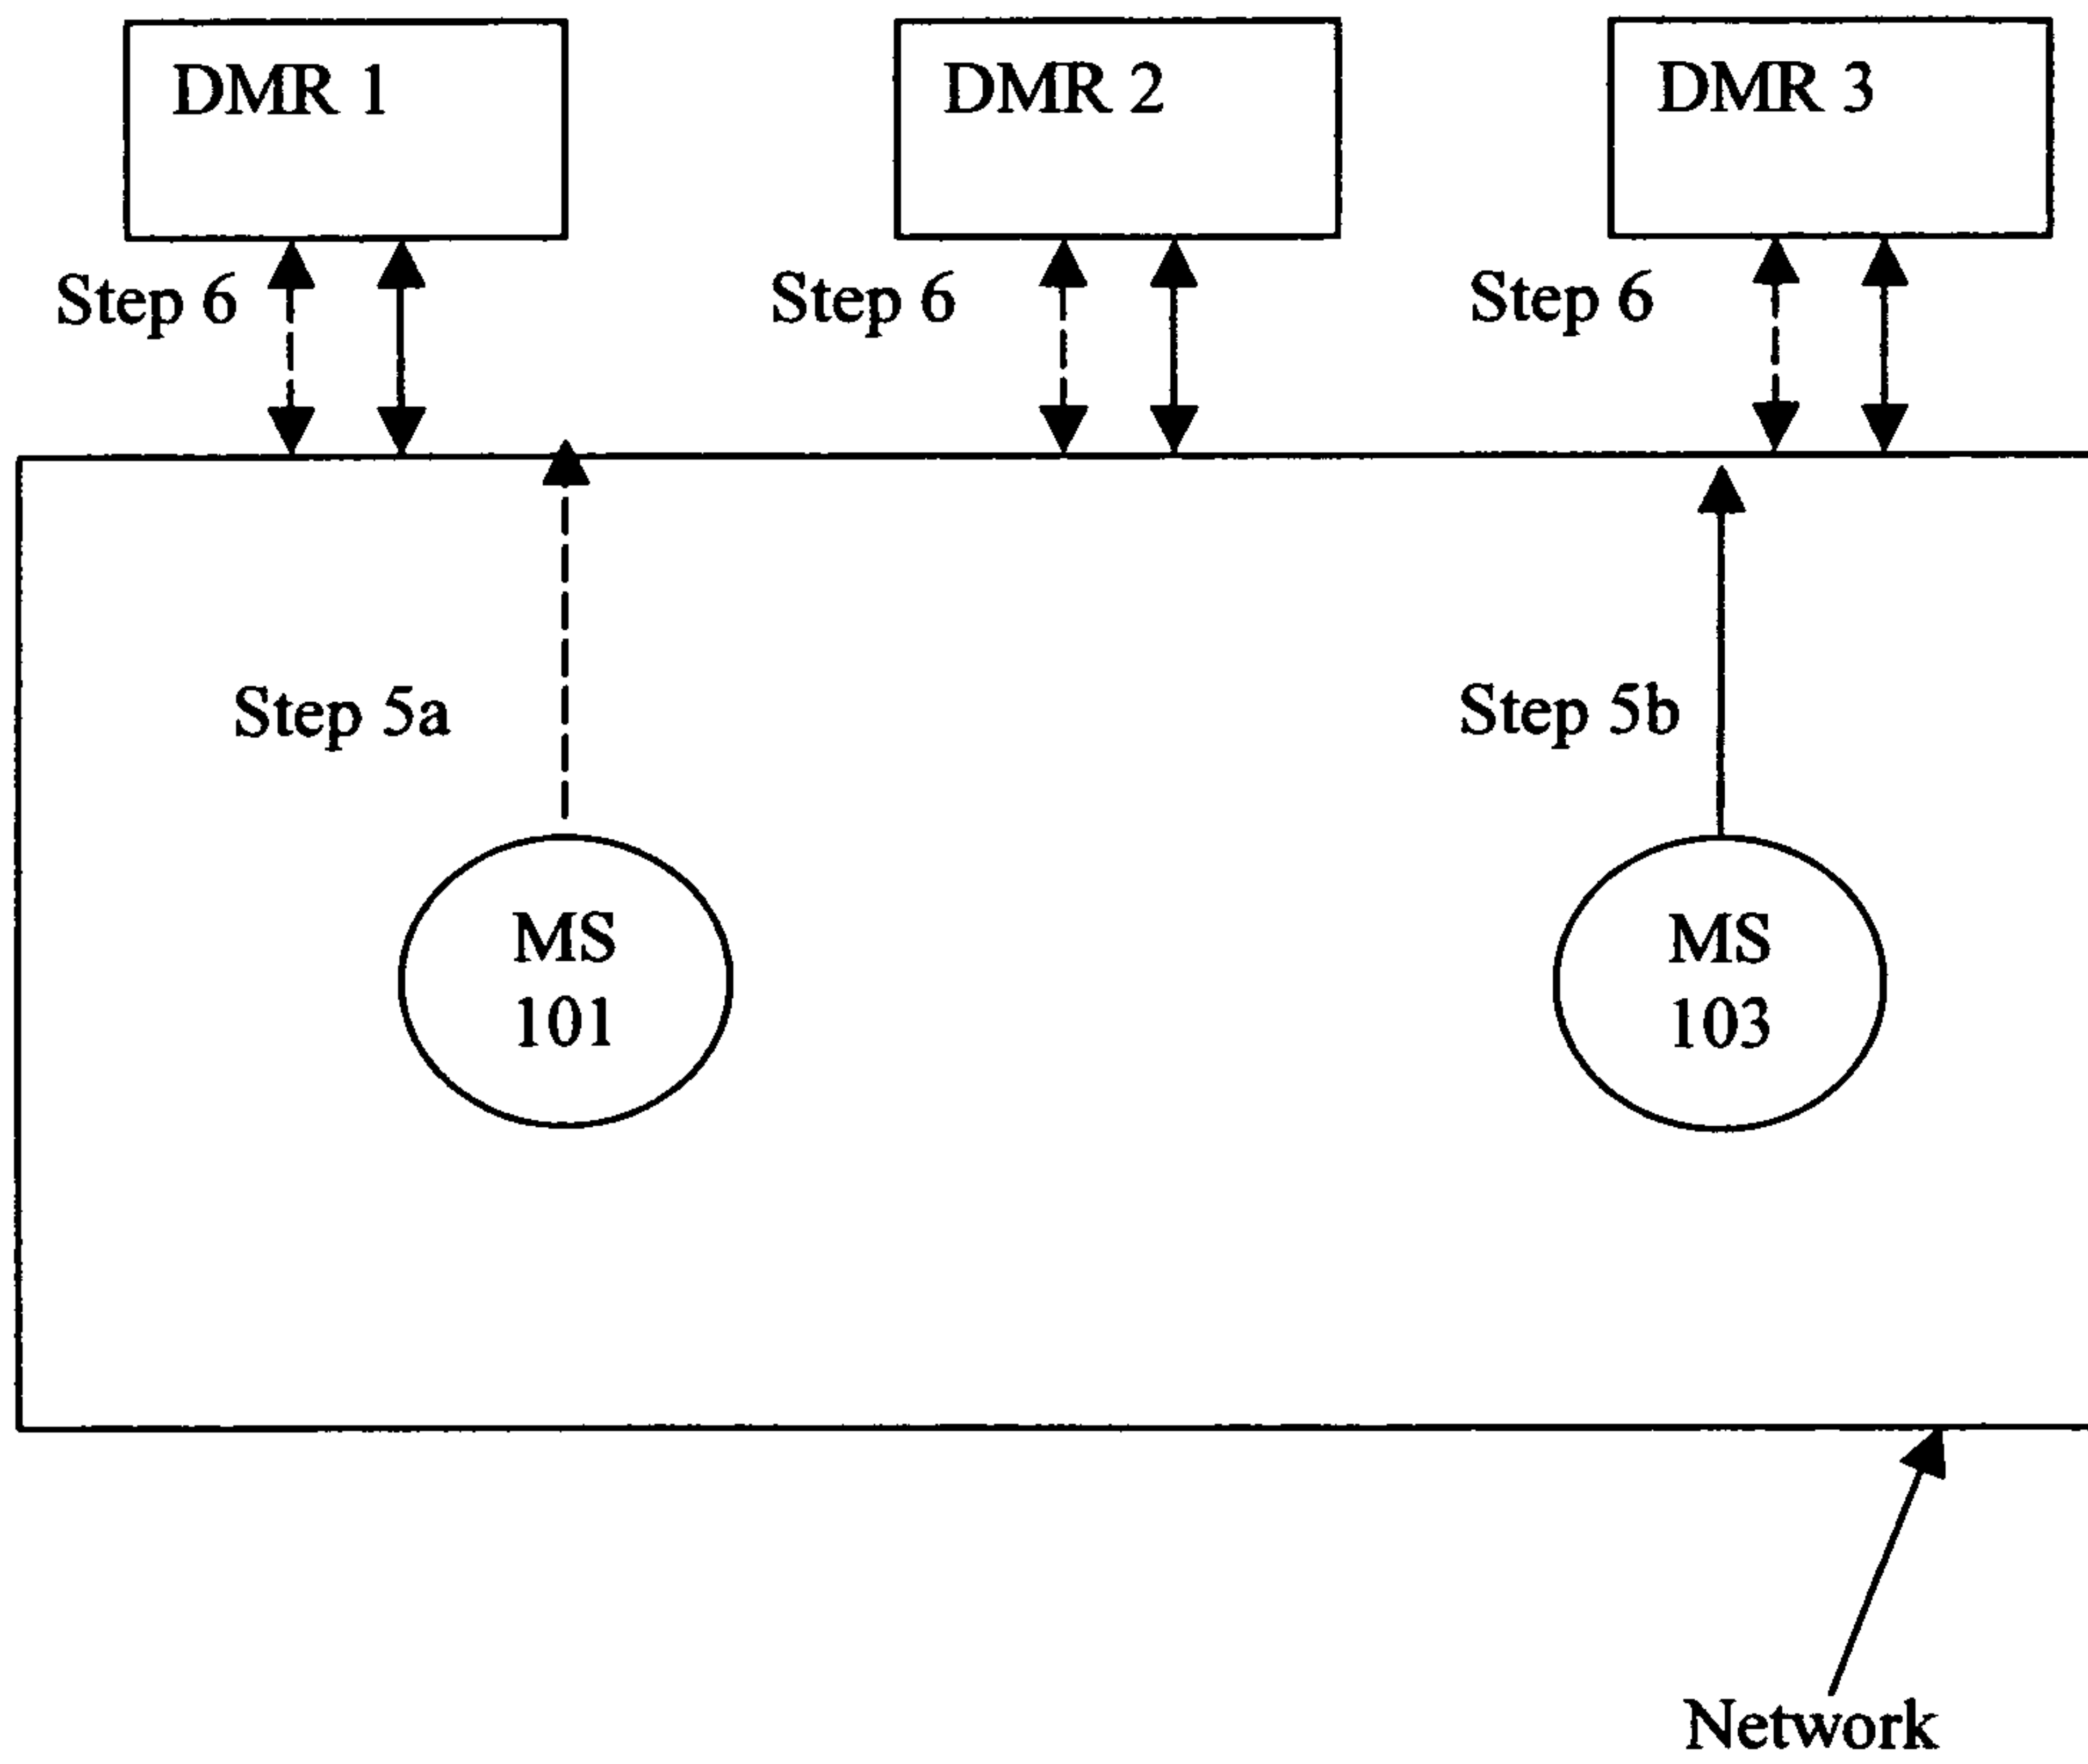 DMR 1
DMR 2
DMR 3
Step 6
Step 6
Step 6
Step 5a
Step 5b
MS
101
MS
103
Network